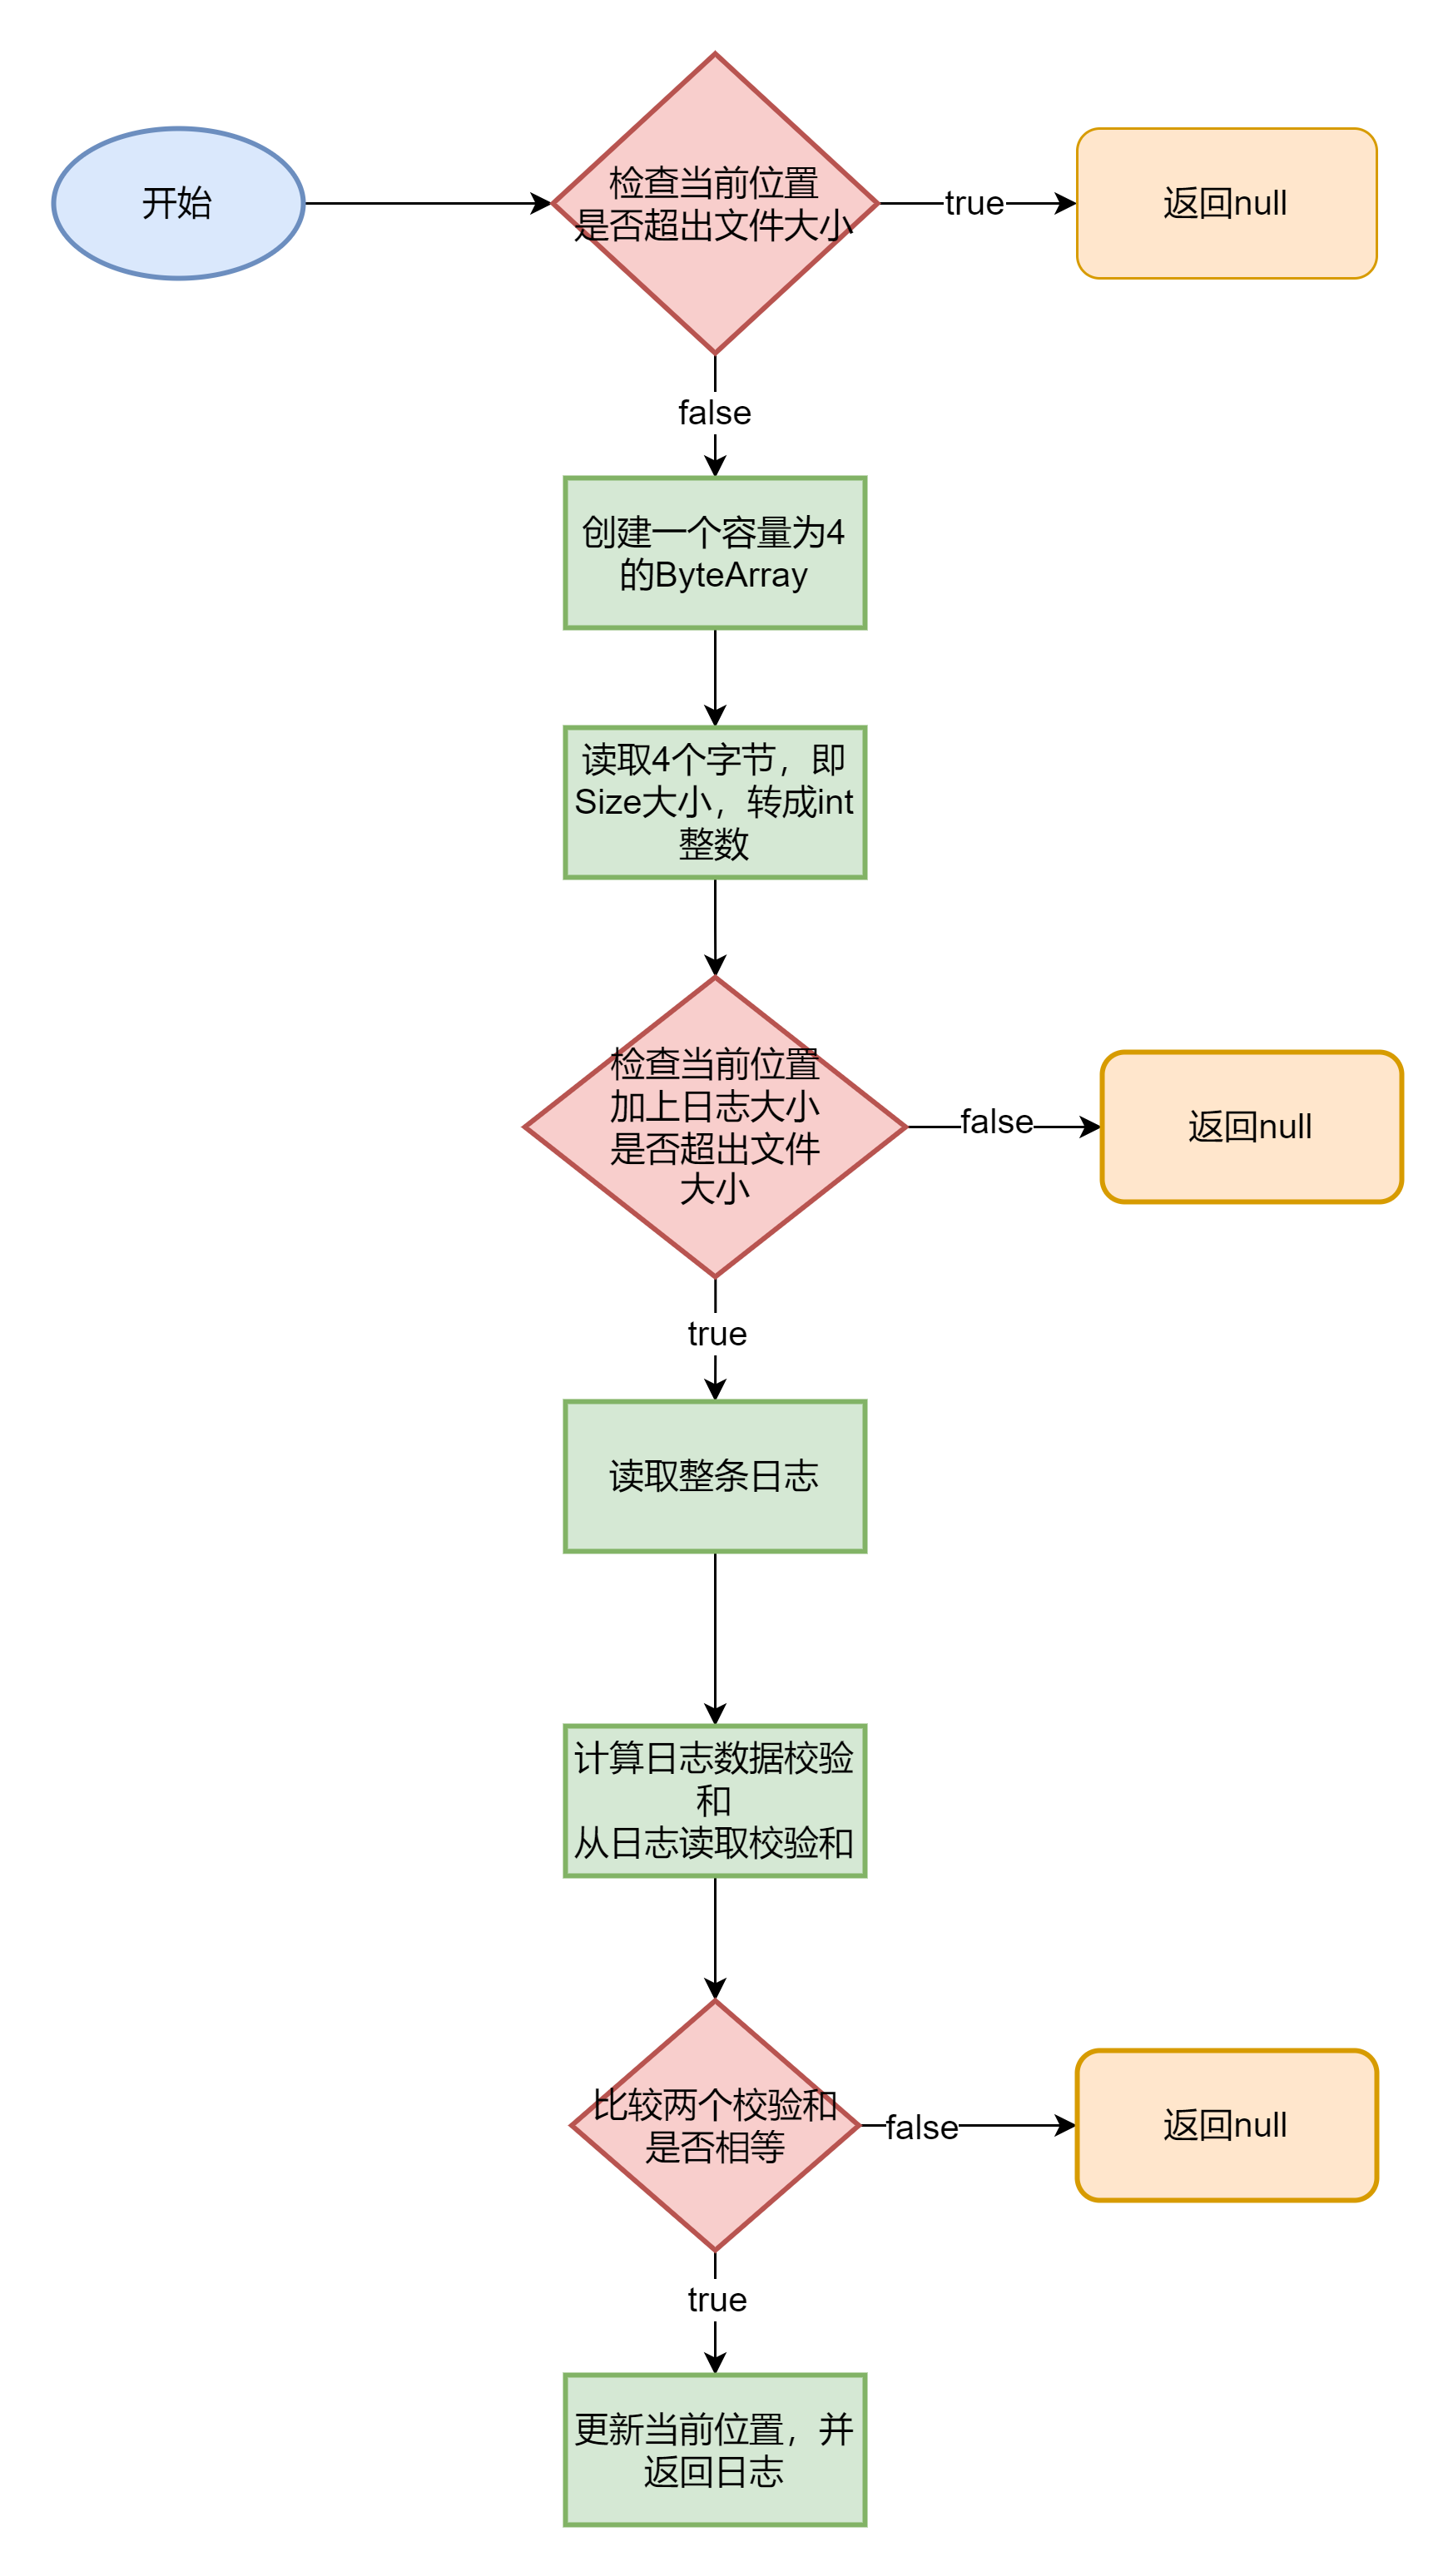 开始
检查当前位置
是否超出文件大小
true
返回null
false
创建一个容量为4
的ByteArray
读取4个字节，即
Size大小，转成int
整数
检查当前位置
加上日志大小
是否超出文件
大小
false
返回null
true
读取整条日志
计算日志数据校验
和
从日志读取校验和
比较两个校验和
是否相等
false
返回null
true
更新当前位置，并
返回日志